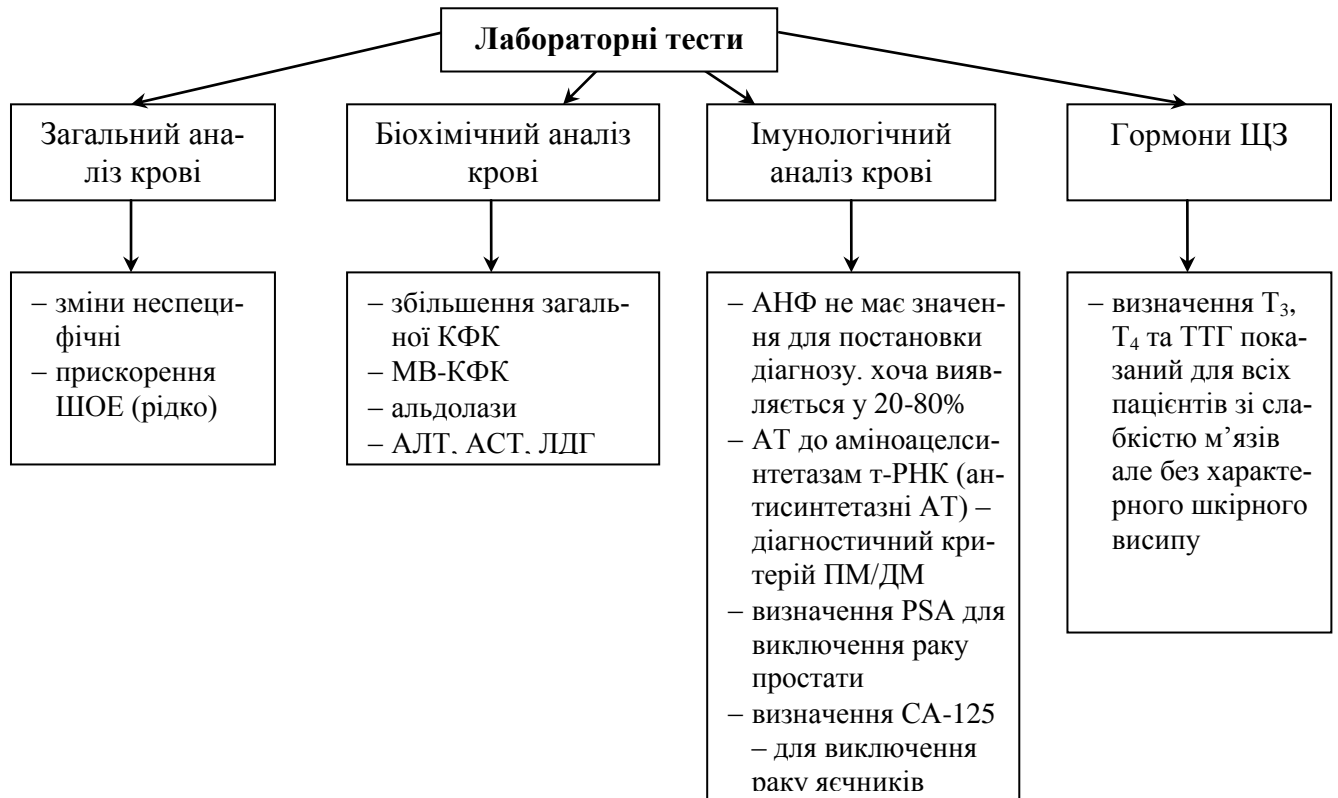 Лабораторні тести
Загальний ана-
ліз крові
Біохімічний аналіз
крові
Імунологічний
аналіз крові
Гормони ЩЗ
– зміни неспеци-
фічні
– прискорення
ШОЕ (рідко)
– збільшення загаль-
ної КФК
– МВ-КФК
– альдолази
– АЛТ, АСТ, ЛДГ
– АНФ не має значен-
ня для постановки
діагнозу. хоча вияв-
ляється у 20-80%
– АТ до аміноацелси-
нтетазам т-РНК (ан-
тисинтетазні АТ) –
діагностичний кри-
терій ПМ/ДМ
– визначення PSA для
виключення раку
простати
– визначення СА-125
– для виключення
раку яєчників
– визначення Т₃,
Т₄ та ТТГ пока-
заний для всіх
пацієнтів зі сла-
бкістю м’язів
але без характе-
рного шкірного
висипу